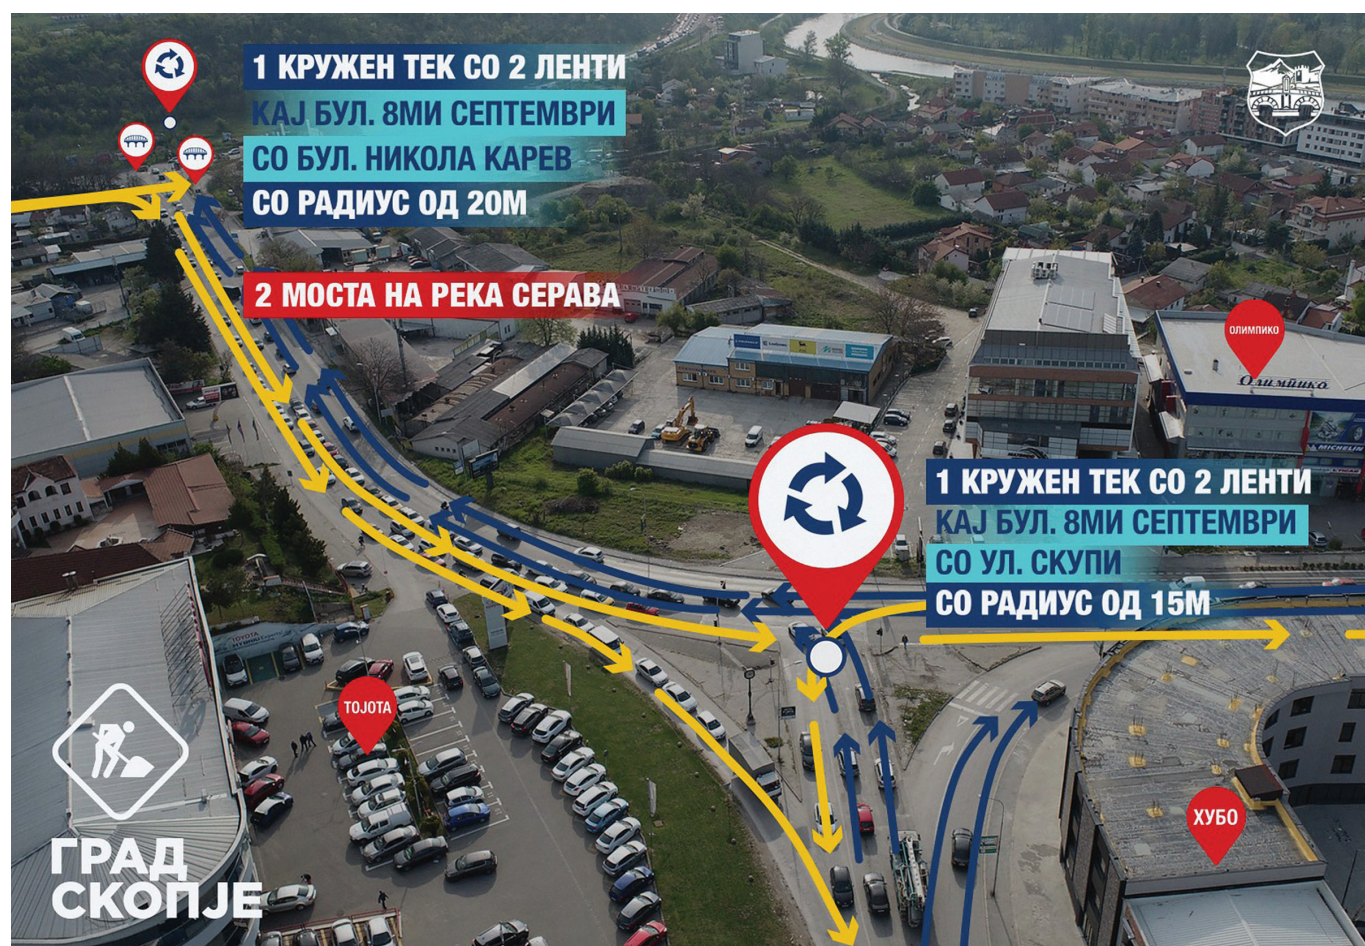 1 КРУЖЕН ТЕК СО 2 ЛЕНТИ
КАЈ БУЛ. 8МИ СЕПТЕМВРИ
СО БУЛ. НИКОЛА КАРЕВ
СО РАДИУС ОД 20М
2 МОСТА НА РЕКА СЕРАВА
ОЛИМПИКО
Олимпико
MICHELIN
1 КРУЖЕН ТЕК СО 2 ЛЕНТИ
КАЈ БУЛ. 8МИ СЕПТЕМВРИ
СО УЛ. СКУПИ
СО РАДИУС ОД 15М
ТОЈОТА
ХУБО
ГРАД
СКОПЈЕ